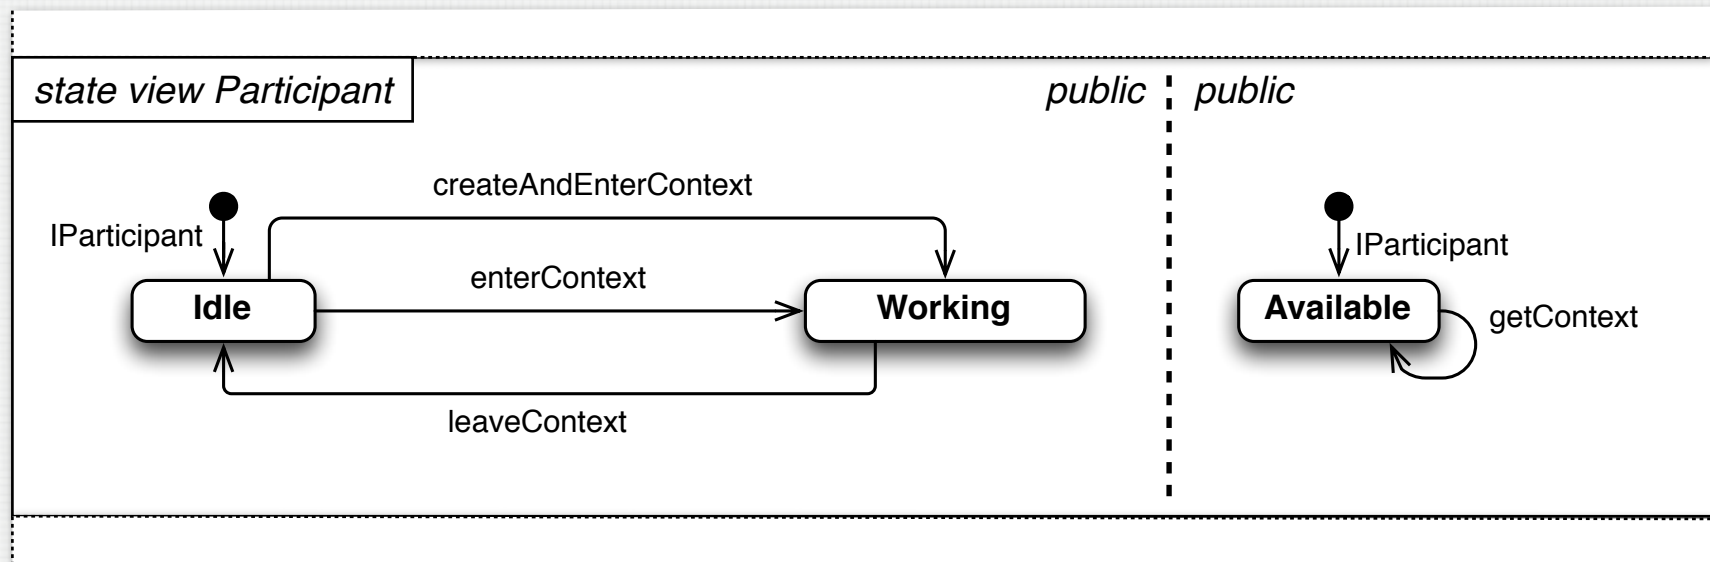 state view Participant
public
public
createAndEnterContext
IParticipant
IParticipant
enterContext
Idle
Working
Available
getContext
leaveContext